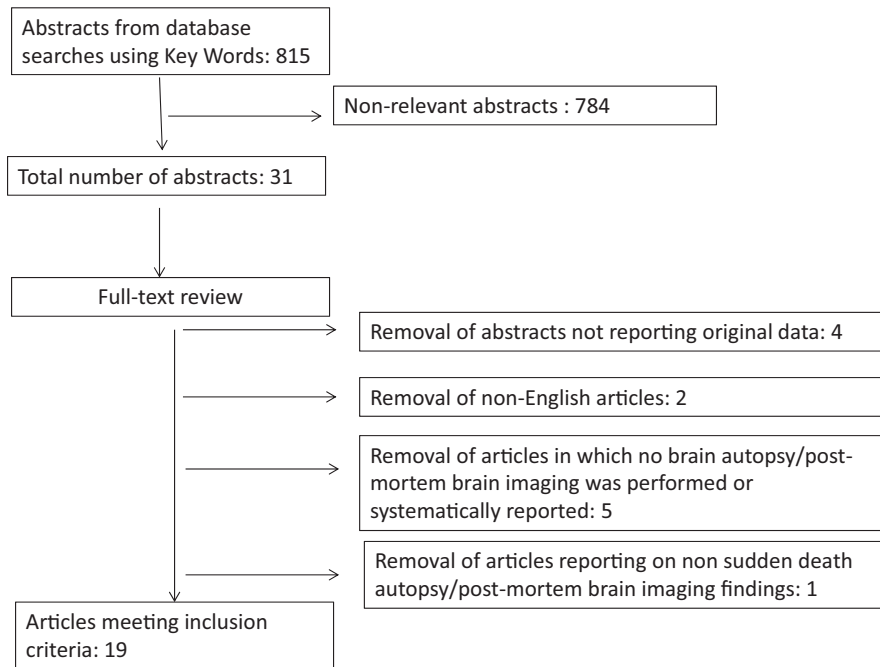 Abstracts from database
searches using Key Words: 815
Non-relevant abstracts : 784
Total number of abstracts: 31
Full-text review
Removal of abstracts not reporting original data: 4
Removal of non-English articles: 2
Removal of articles in which no brain autopsy/post-
mortem brain imaging was performed or
systematically reported: 5
Removal of articles reporting on non sudden death
autopsy/post-mortem brain imaging findings: 1
Articles meeting inclusion
criteria: 19